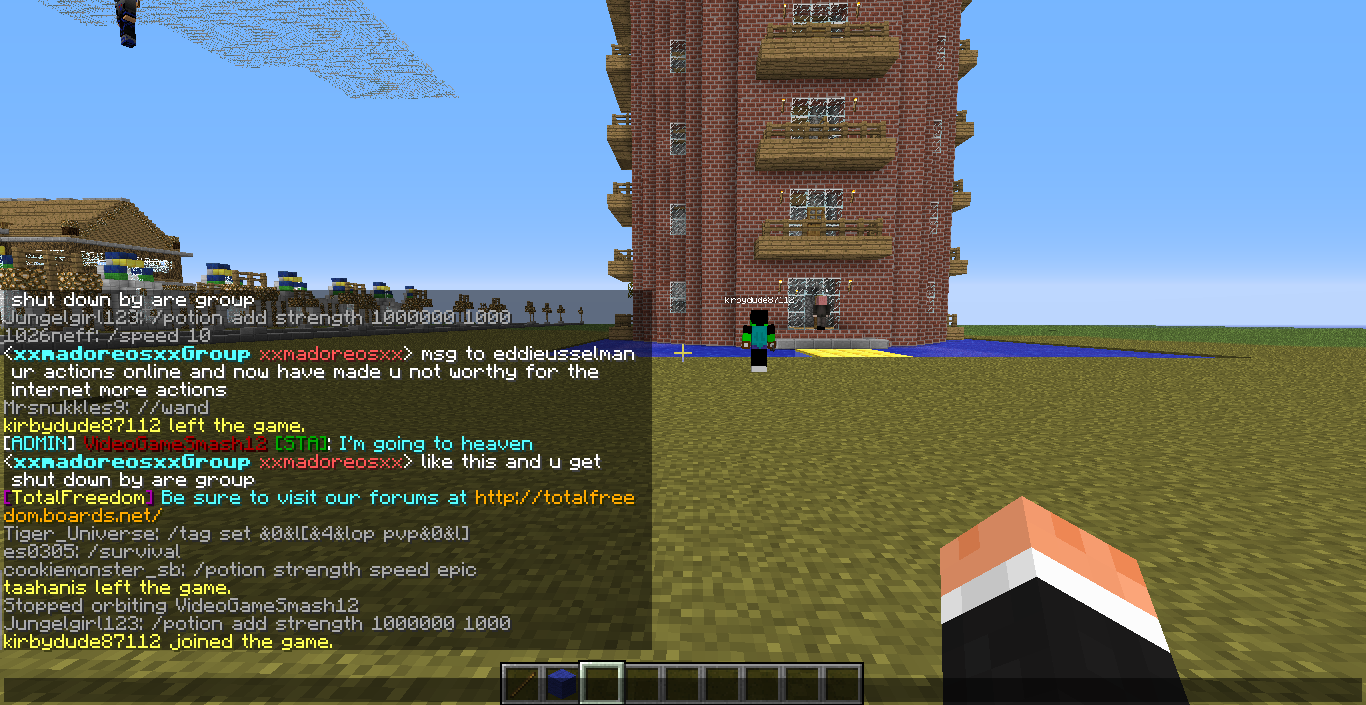 kirbydude87112
shut down by are group
Jungelgirl123: /potion add strength 1000000 1000
1026neff: /speed 10
<xxmadoreosxxGroup xxmadoreosxx> msg to eddieusselman
ur actions online and now have made u not worthy for the
internet more actions
Mrsnukkles9: //wand
kirbydude87112 left the game.
[ADMIN] VideoGameSmash12 [STA]: I'm going to heaven
<xxmadoreosxxGroup xxmadoreosxx> like this and u get
shut down by are group
[TotalFreedom] Be sure to visit our forums at http://totalfree
dom.boards.net/
Tiger_Universe: /tag set &0&l[&4&lop pvp&0&l]
es0305: /survival
cookiemonster_sb: /potion strength speed epic
taahanis left the game.
Stopped orbiting VideoGameSmash12
Jungelgirl123: /potion add strength 1000000 1000
kirbydude87112 joined the game.